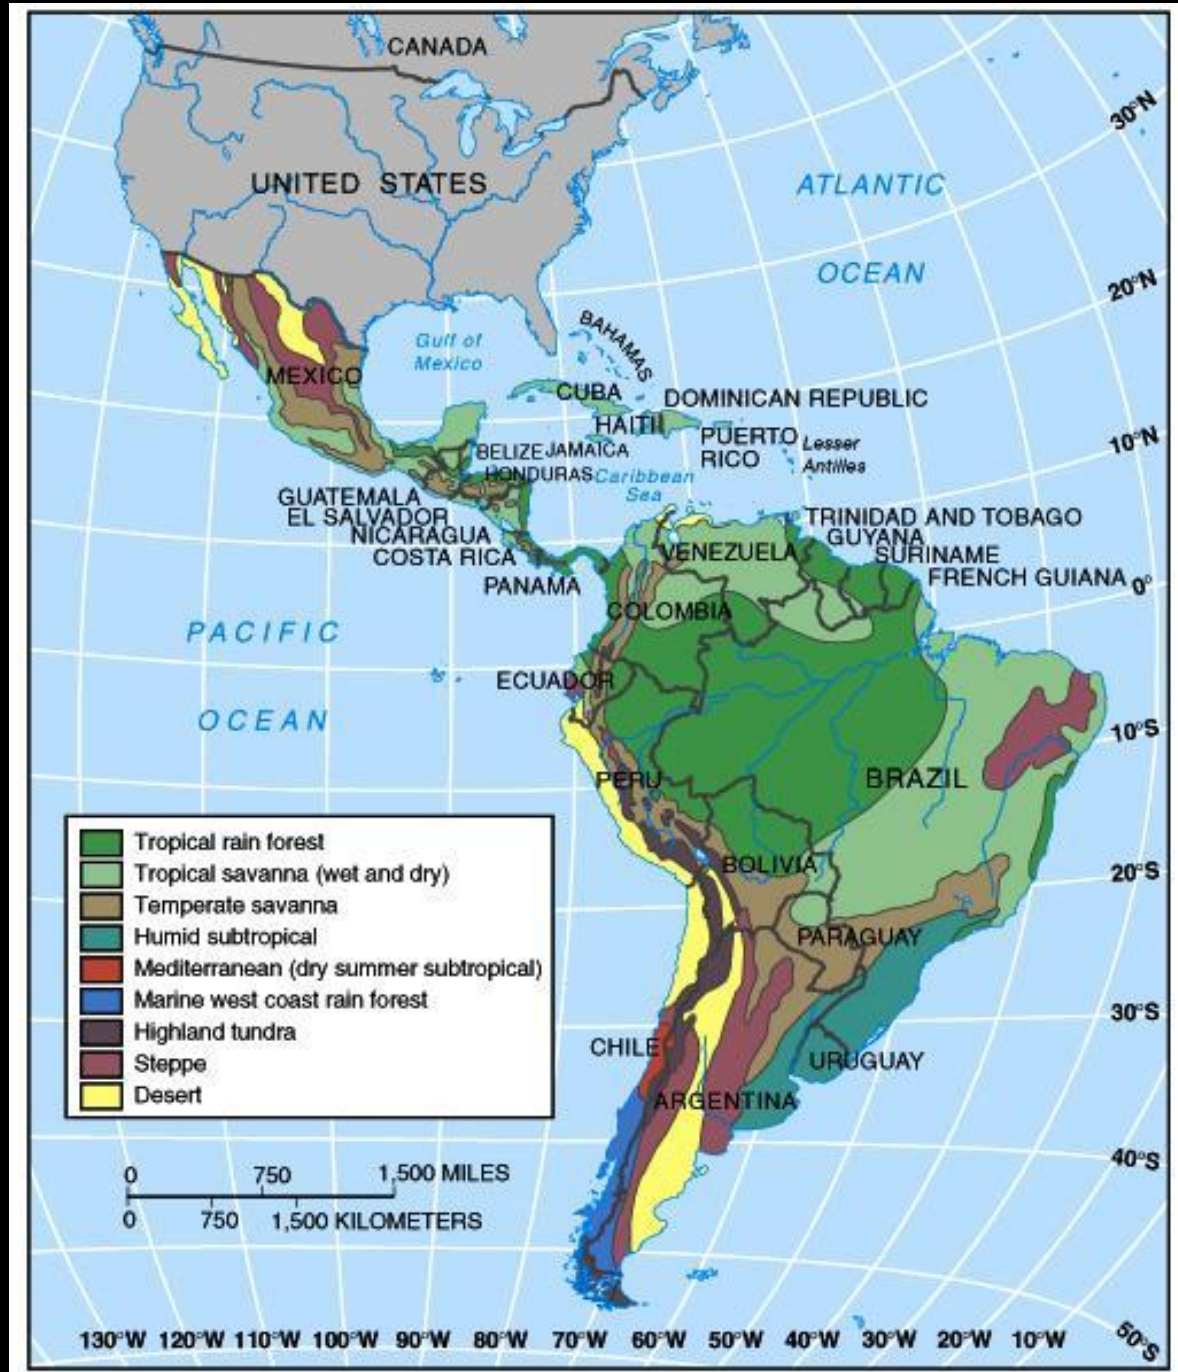 CANADA
UNITED STATES
ATLANTIC
OCEAN
30°N
20°N
10°N
0°
10°S
20°S
30°S
40°S
50°S
Gulf of
Mexico
BAHAMAS
MEXICO
CUBA
DOMINICAN REPUBLIC
HAITI
PUERTO
RICO
Lesser
Antilles
BELIZE
JAMAICA
HONDURAS
Caribbean
Sea
GUATEMALA
EL SALVADOR
NICARAGUA
COSTA RICA
PANAMA
TRINIDAD AND TOBAGO
GUYANA
SURINAME
FRENCH GUIANA
VENEZUELA
COLOMBIA
PACIFIC
OCEAN
ECUADOR
PERU
BRAZIL
BOLIVIA
PARAGUAY
CHILE
URUGUAY
ARGENTINA
Tropical rain forest
Tropical savanna (wet and dry)
Temperate savanna
Humid subtropical
Mediterranean (dry summer subtropical)
Marine west coast rain forest
Highland tundra
Steppe
Desert
0 750 1,500 MILES
0 750 1,500 KILOMETERS
130°W 120°W 110°W 100°W 90°W 80°W 70°W 60°W 50°W 40°W 30°W 20°W 10°W